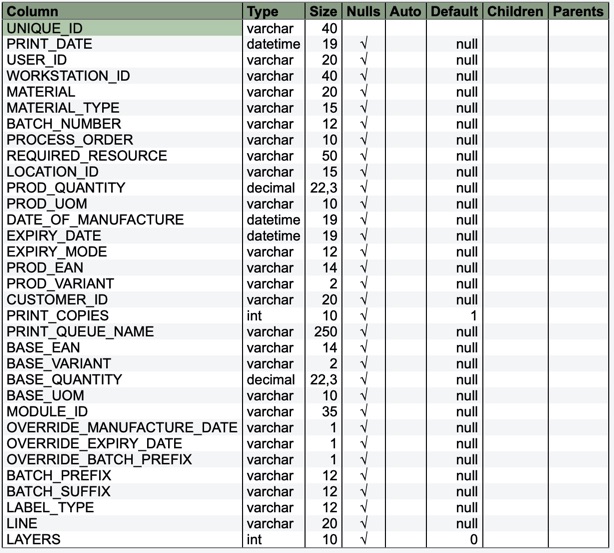 Column Type Size Nulls Auto Default Children Parents
UNIQUE_ID varchar 40
PRINT_DATE datetime 19 √ null
USER_ID varchar 20 √ null
WORKSTATION_ID varchar 40 √ null
MATERIAL varchar 20 √ null
MATERIAL_TYPE varchar 15 √ null
BATCH_NUMBER varchar 12 √ null
PROCESS_ORDER varchar 10 √ null
REQUIRED_RESOURCE varchar 50 √ null
LOCATION_ID varchar 15 √ null
PROD_QUANTITY decimal 22,3 √ null
PROD_UOM varchar 10 √ null
DATE_OF_MANUFACTURE datetime 19 √ null
EXPIRY_DATE datetime 19 √ null
EXPIRY_MODE varchar 12 √ null
PROD_EAN varchar 14 √ null
PROD_VARIANT varchar 2 √ null
CUSTOMER_ID varchar 20 √ null
PRINT_COPIES int 10 √ 1
PRINT_QUEUE_NAME varchar 250 √ null
BASE_EAN varchar 14 √ null
BASE_VARIANT varchar 2 √ null
BASE_QUANTITY decimal 22,3 √ null
BASE_UOM varchar 10 √ null
MODULE_ID varchar 35 √ null
OVERRIDE_MANUFACTURE_DATE varchar 1 √ null
OVERRIDE_EXPIRY_DATE varchar 1 √ null
OVERRIDE_BATCH_PREFIX varchar 1 √ null
BATCH_PREFIX varchar 12 √ null
BATCH_SUFFIX varchar 12 √ null
LABEL_TYPE varchar 12 √ null
LINE varchar 20 √ null
LAYERS int 10 √ 0